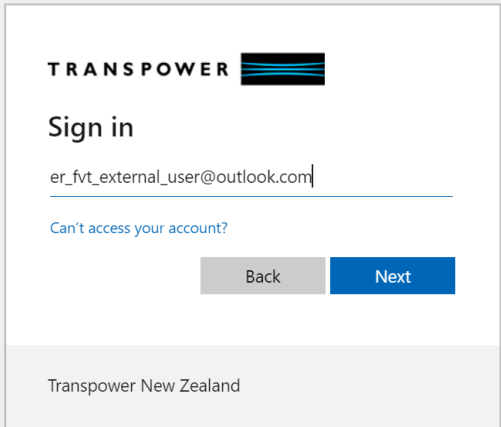 TRANSPOWER
Sign in
er_fvt_external_user@outlook.com
Can't access your account?
Back Next
Transpower New Zealand